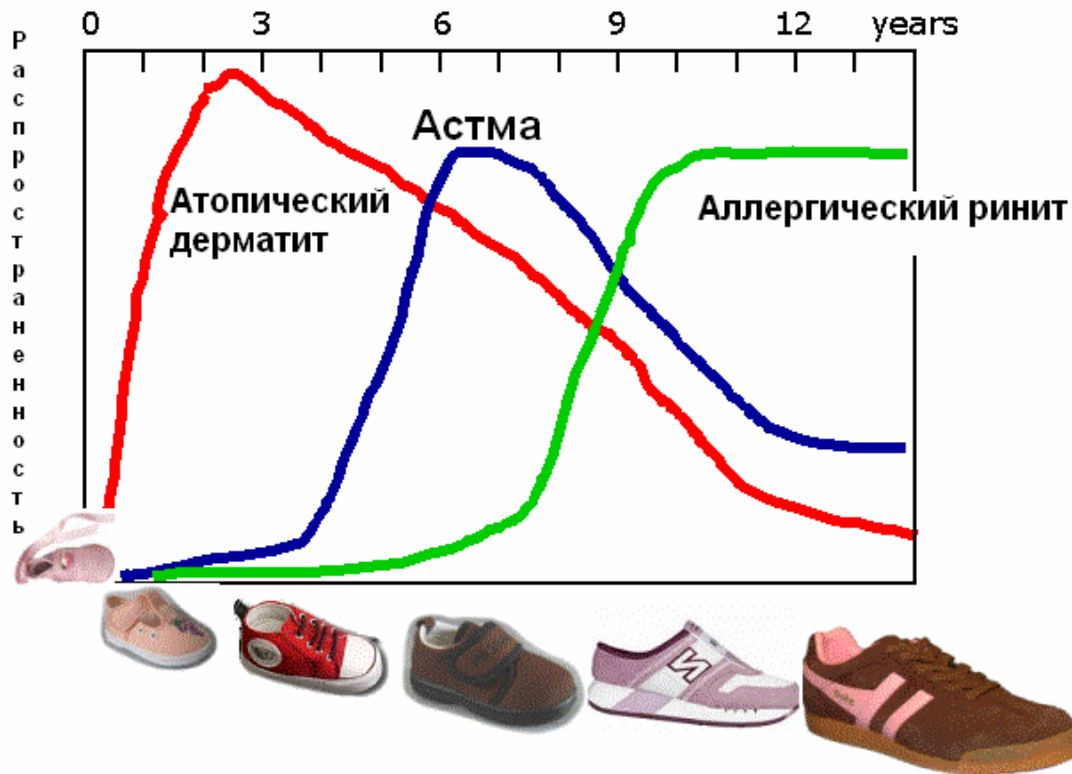 0 3 6 9 12 years
Распространенность
Астма
Атопический
дерматит
Аллергический ринит